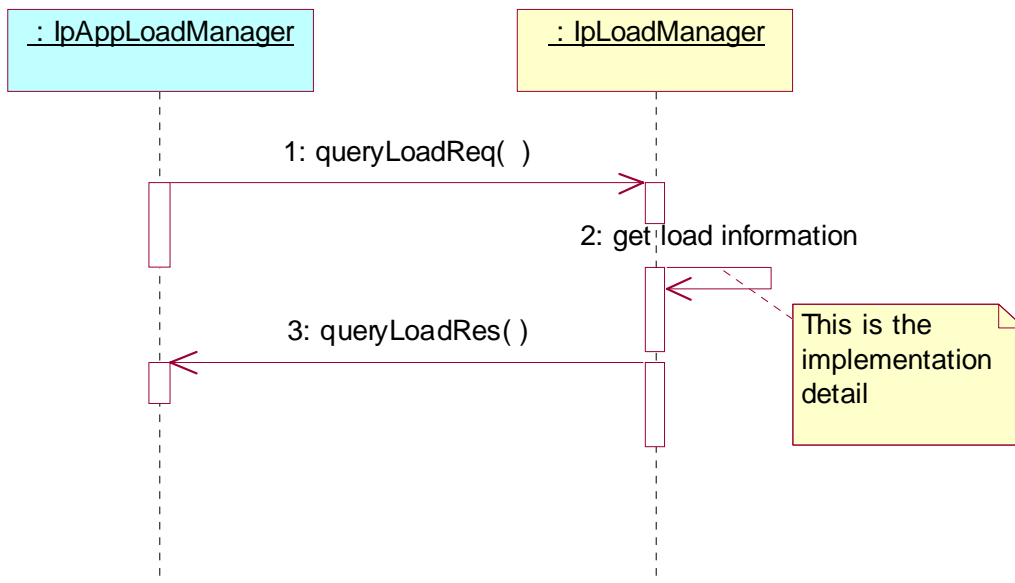 : IpAppLoadManager
: IpLoadManager
1: queryLoadReq( )
2: get load information
3: queryLoadRes( )
This is the
implementation
detail